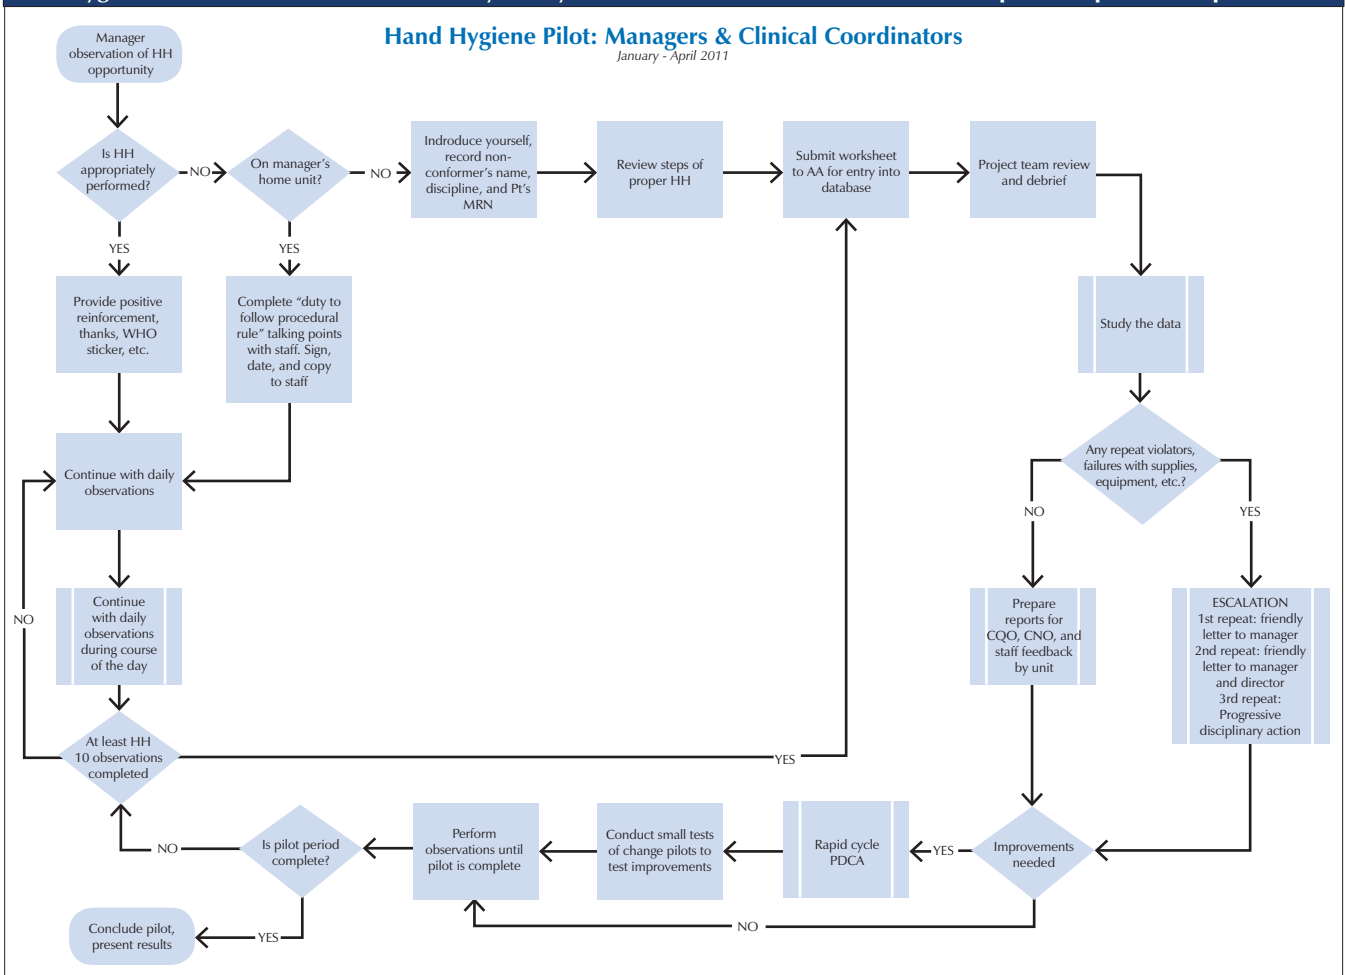 Hand Hygiene Pilot: Managers & Clinical Coordinators
January - April 2011
Manager
observation of HH
opportunity
Is HH
appropriately
performed?
NO
On manager's
home unit?
NO
Indroduce yourself,
record non-
conformer's name,
discipline, and Pt's
MRN
Review steps of
proper HH
Submit worksheet
to AA for entry into
database
Project team review
and debrief
YES
YES
Provide positive
reinforcement,
thanks, WHO
sticker, etc.
Complete “duty to
follow procedural
rule” talking points
with staff. Sign,
date, and copy
to staff
Study the data
Continue with daily
observations
Any repeat violators,
failures with supplies,
equipment, etc.?
NO
YES
NO
Continue
with daily
observations
during course
of the day
Prepare
reports for
CQO, CNO, and
staff feedback
by unit
ESCALATION
1st repeat: friendly
letter to manager
2nd repeat: friendly
letter to manager
and director
3rd repeat:
Progressive
disciplinary action
At least HH
10 observations
completed
YES
NO
Is pilot period
complete?
Perform
observations until
pilot is complete
Conduct small tests
of change pilots to
test improvements
Rapid cycle
PDCA
YES
Improvements
needed
NO
Conclude pilot,
present results
YES